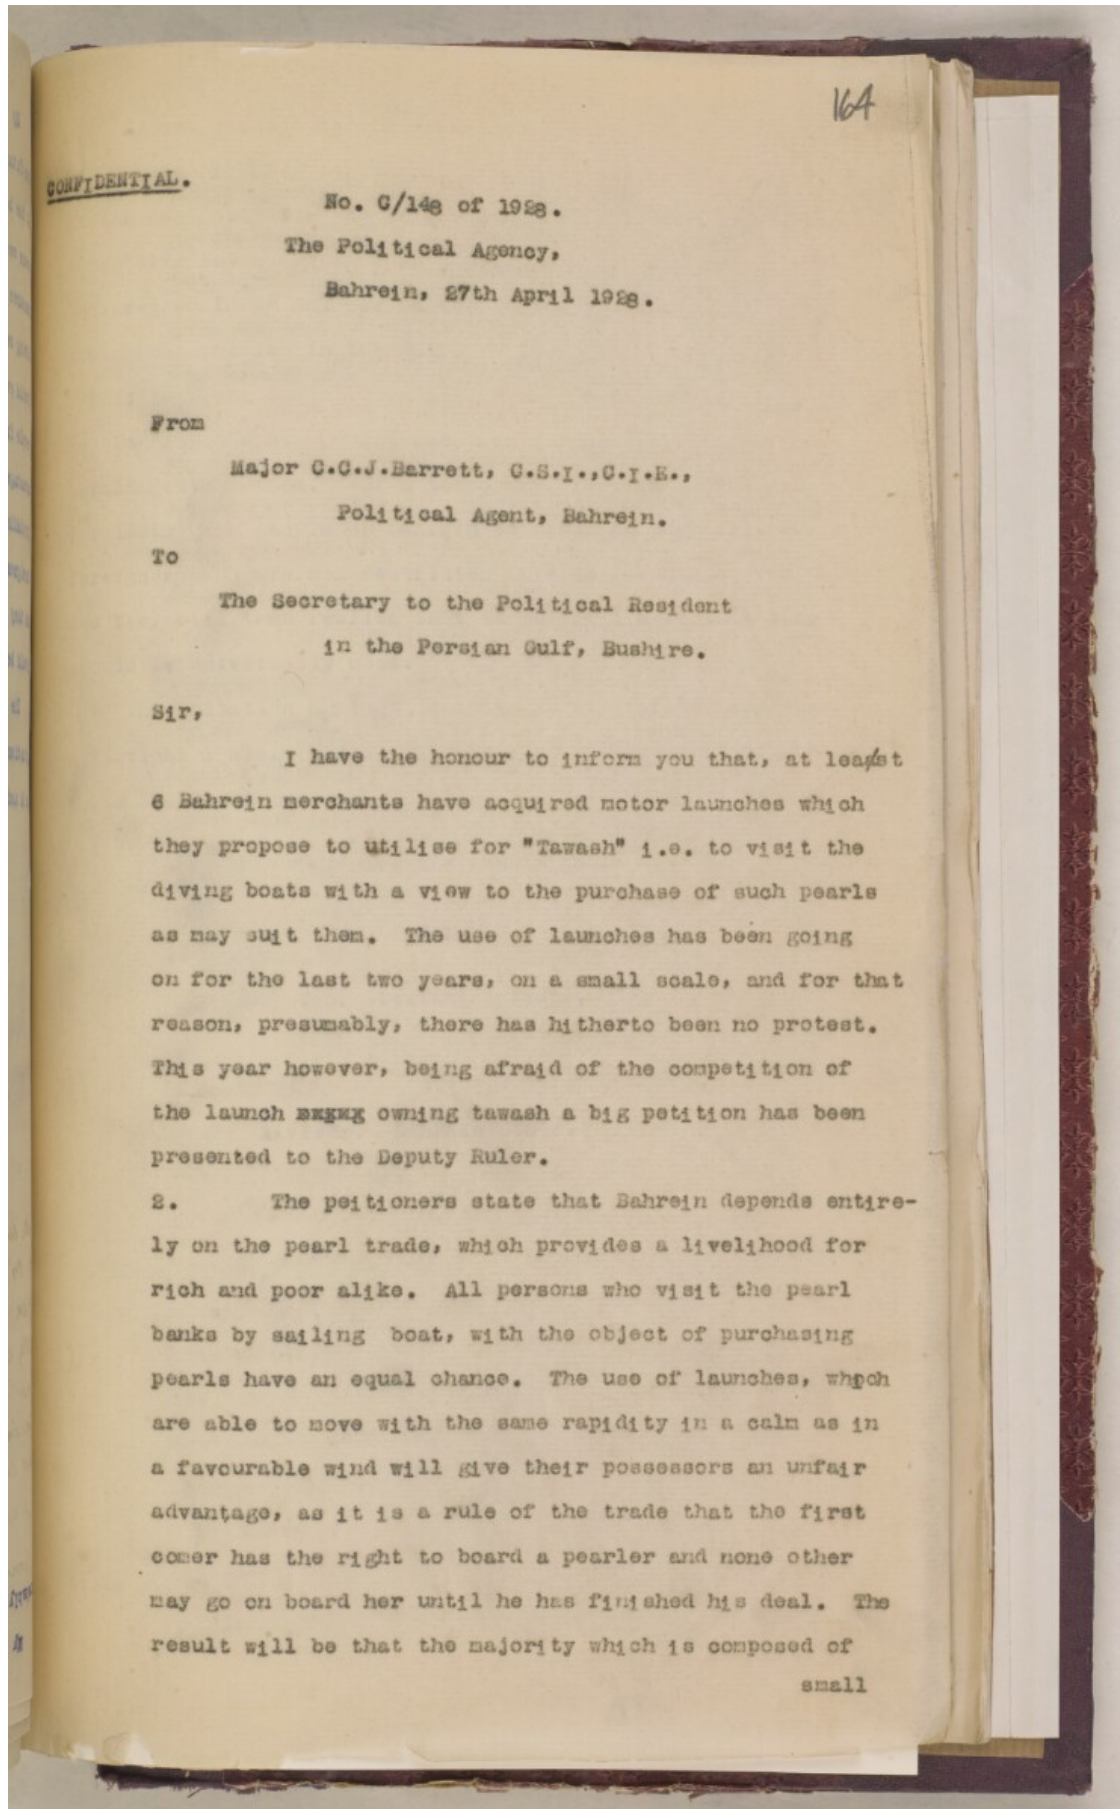 164
CONFIDENTIAL.
No. C/148 of 1928.
The Political Agency,
Bahrein, 27th April 1928.
From
Major C.C.J.Barrett, C.S.I.,C.I.E.,
Political Agent, Bahrein.
To
The Secretary to the Political Resident
in the Persian Gulf, Bushire.
Sir,
I have the honour to inform you that, at least
6 Bahrein merchants have acquired motor launches which
they propose to utilise for "Tawash" i.e. to visit the
diving boats with a view to the purchase of such pearls
as may suit them. The use of launches has been going
on for the last two years, on a small scale, and for that
reason, presumably, there has hitherto been no protest.
This year however, being afraid of the competition of
the launch owning tawash a big petition has been
presented to the Deputy Ruler.
2. The peitioners state that Bahrein depends entire-
ly on the pearl trade, which provides a livelihood for
rich and poor alike. All persons who visit the pearl
banks by sailing boat, with the object of purchasing
pearls have an equal chance. The use of launches, which
are able to move with the same rapidity in a calm as in
a favourable wind will give their possessors an unfair
advantage, as it is a rule of the trade that the first
comer has the right to board a pearler and none other
may go on board her until he has finished his deal. The
result will be that the majority which is composed of
small